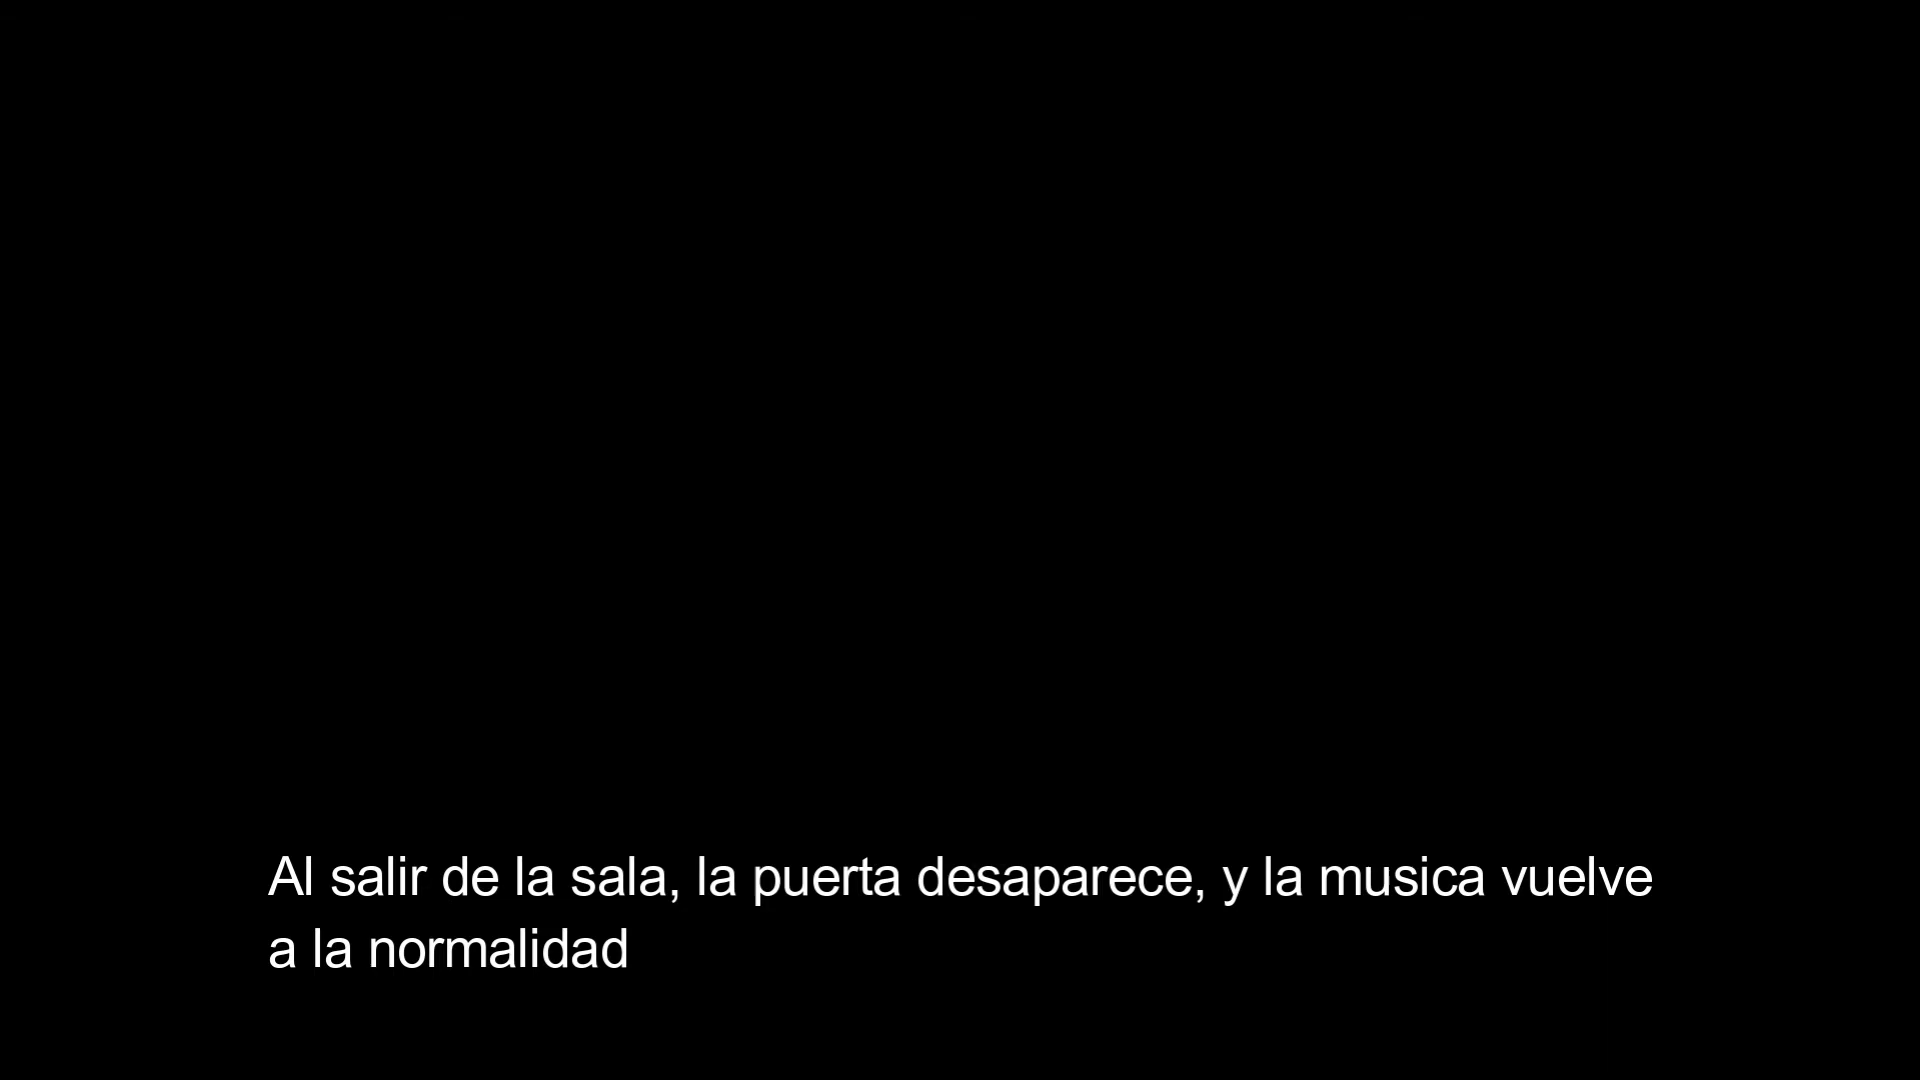 Al salir de la sala, la puerta desaparece, y la musica vuelve
a la normalidad